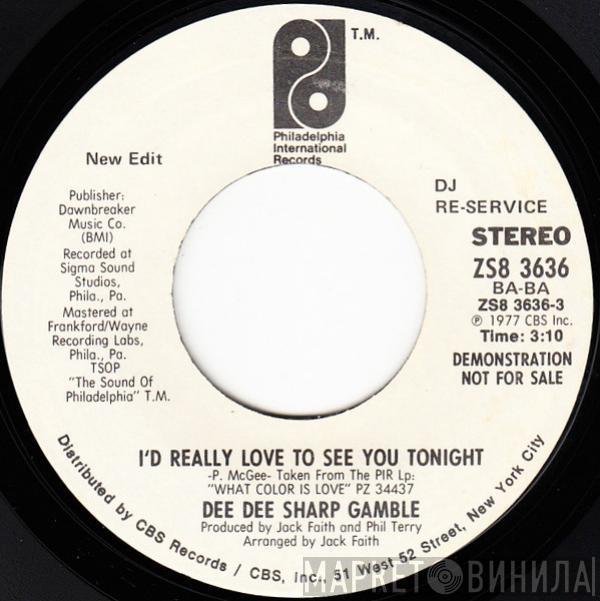 T.M.
Philadelphia
International
Records
New Edit
Publisher:
Dawnbreaker
Music Co.
(BMI)
Recorded at
Sigma Sound
Studios,
Phila., Pa.
Mastered at
Frankford/Wayne
Recording Labs,
Phila., Pa.
TSOP
"The Sound Of
Philadelphia" T.M.
DJ
RE-SERVICE
STEREO
ZS8 3636
BA-BA
ZS8 3636-3
Ⓟ 1977 CBS Inc.
Time: 3:10
DEMONSTRATION
NOT FOR SALE
I'D REALLY LOVE TO SEE YOU TONIGHT
-P. McGee- Taken From The PIR Lp:
"WHAT COLOR IS LOVE" PZ 34437
DEE DEE SHARP GAMBLE
Produced by Jack Faith and Phil Terry
Arranged by Jack Faith
Distributed by CBS Records / CBS, Inc., 51 West 52 Street, New York City
МАРКЕТ ВИНИЛА